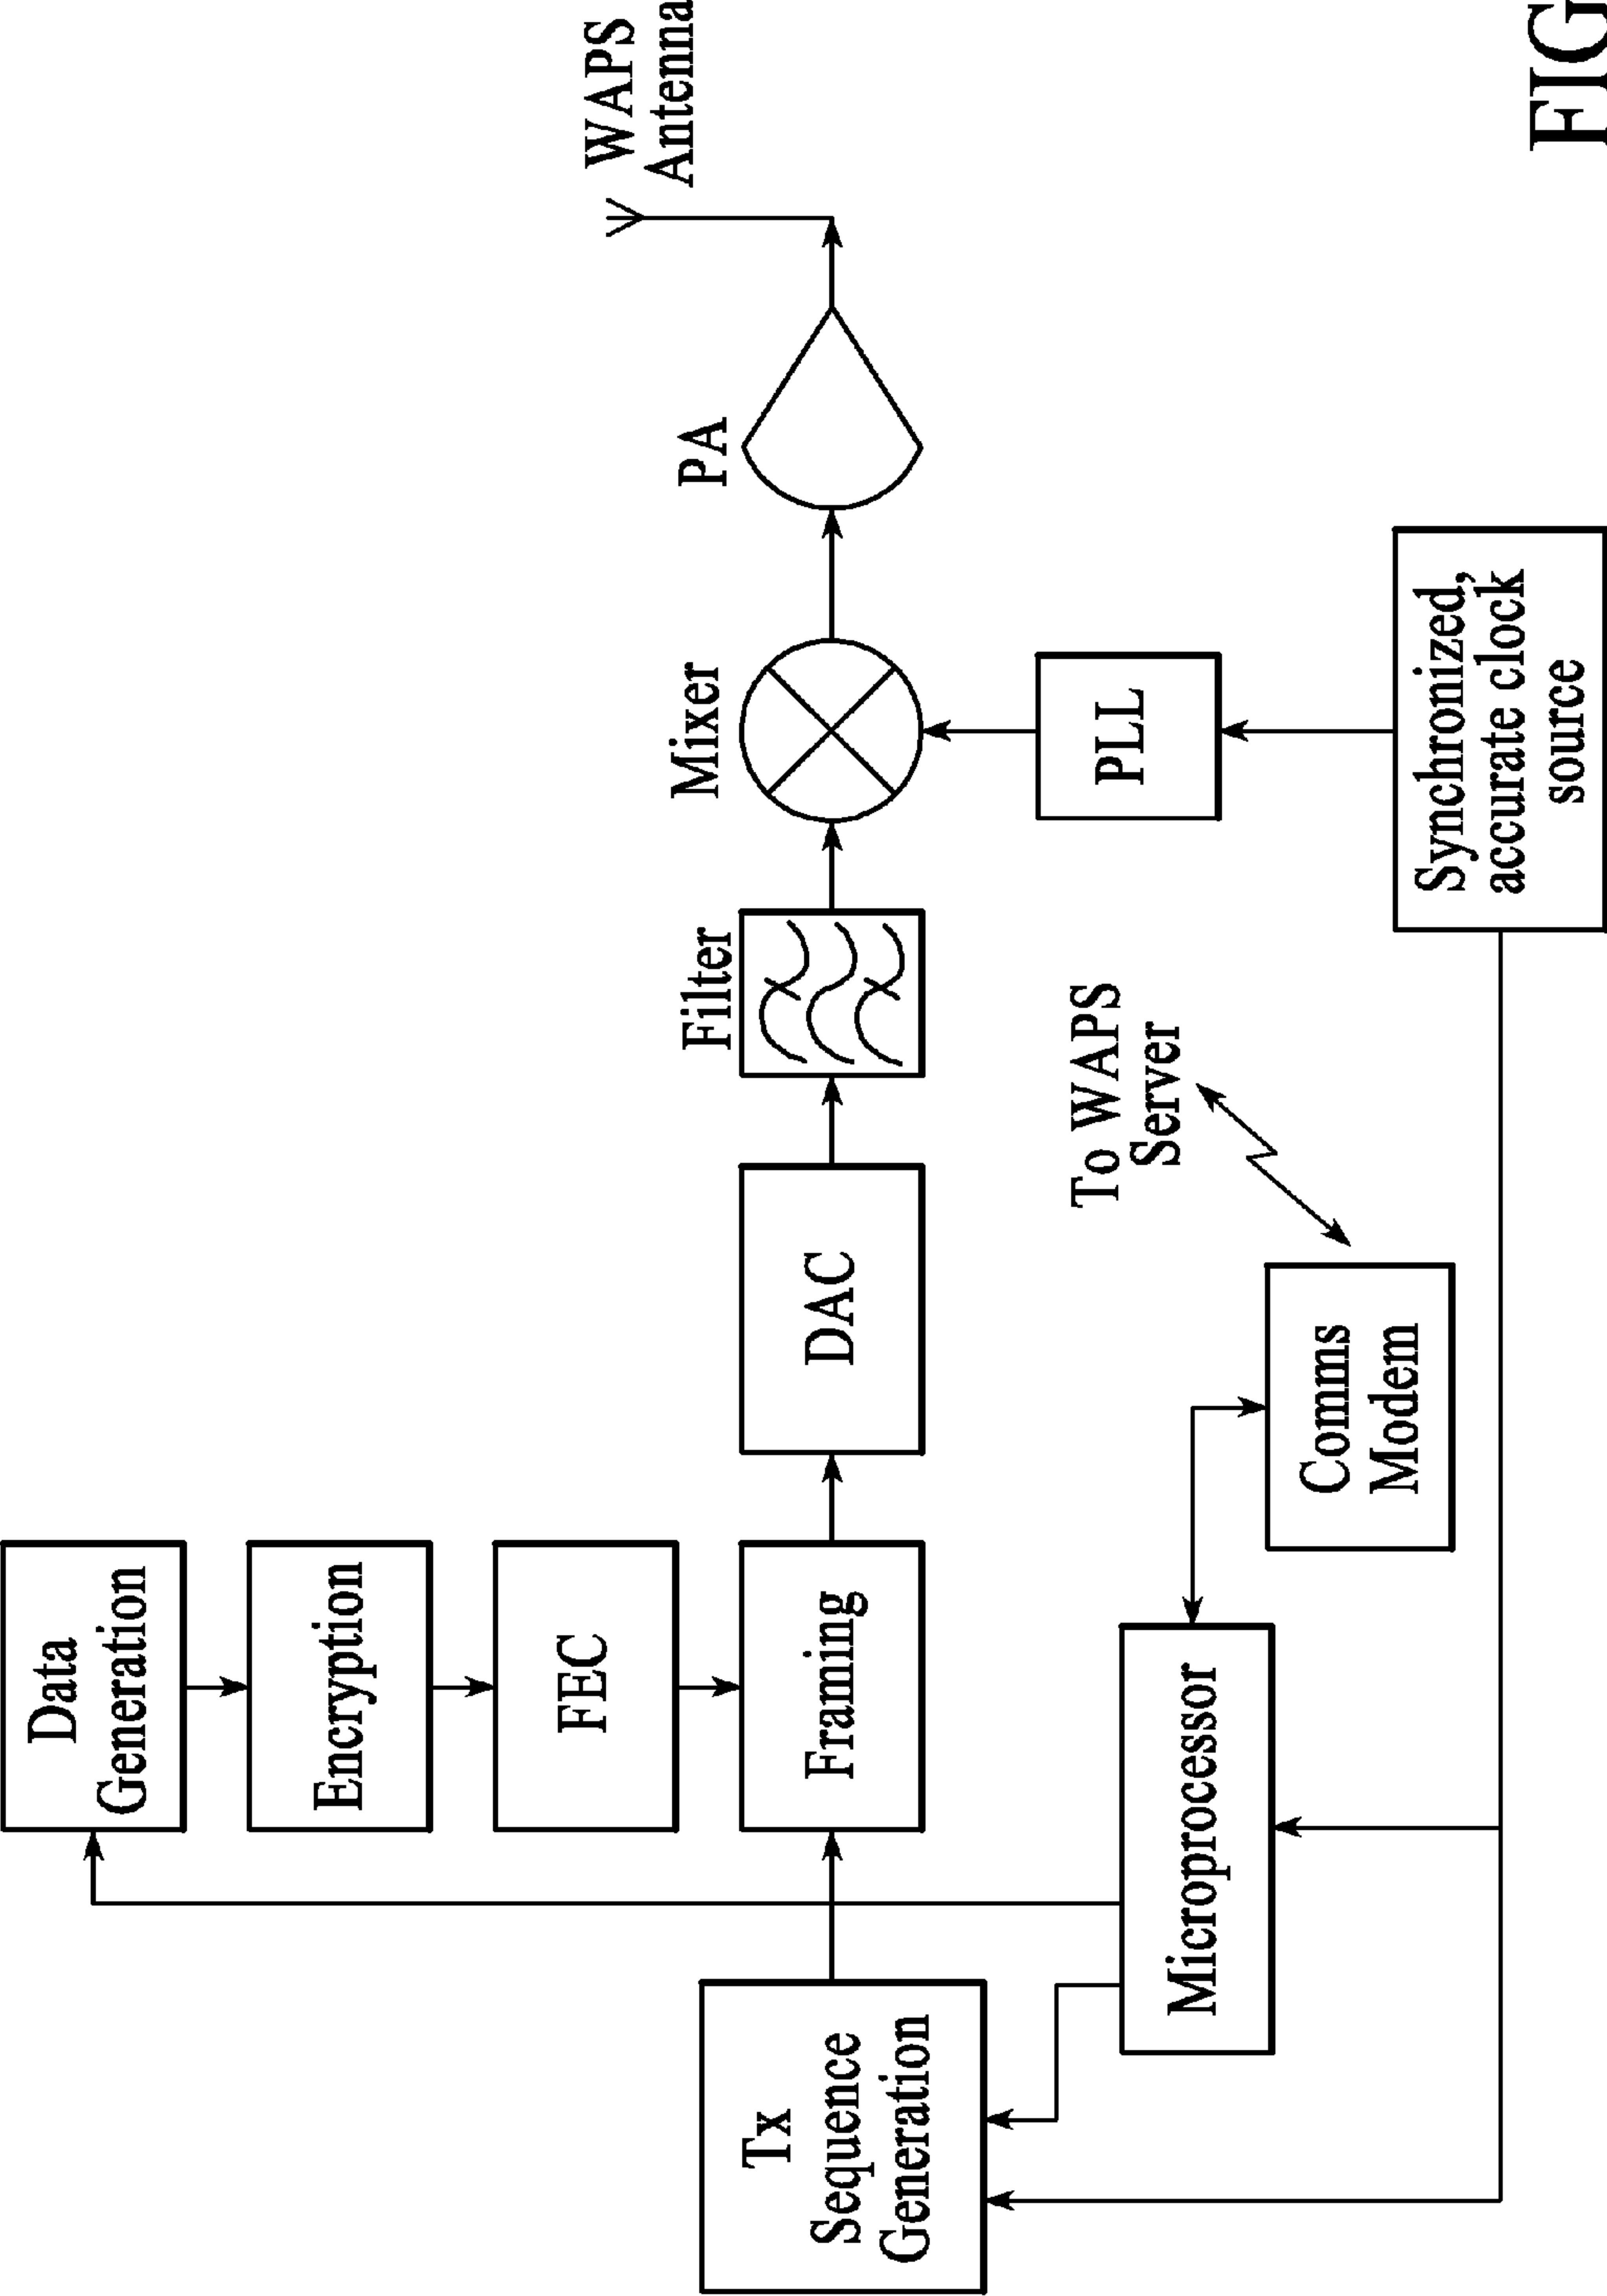 Data
Generation
Encryption
FEC
WAPS
Antenna
Tx
Sequence
Generation
Framing
DAC
Filter
Mixer
PA
To WAPS
Server
PLL
Microprocessor
Comms
Modem
Synchronized,
accurate clock
source
FIG